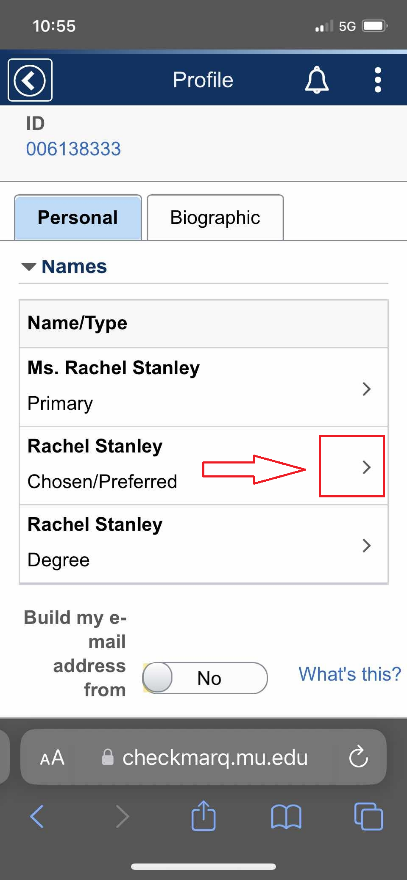 10:55
5G
Profile
ID
006138333
Personal
Biographic
Names
Name/Type
Ms. Rachel Stanley
Primary
Rachel Stanley
Chosen/Preferred
Rachel Stanley
Degree
Build my e-
mail
address
from
No
What's this?
AA
checkmarq.mu.edu